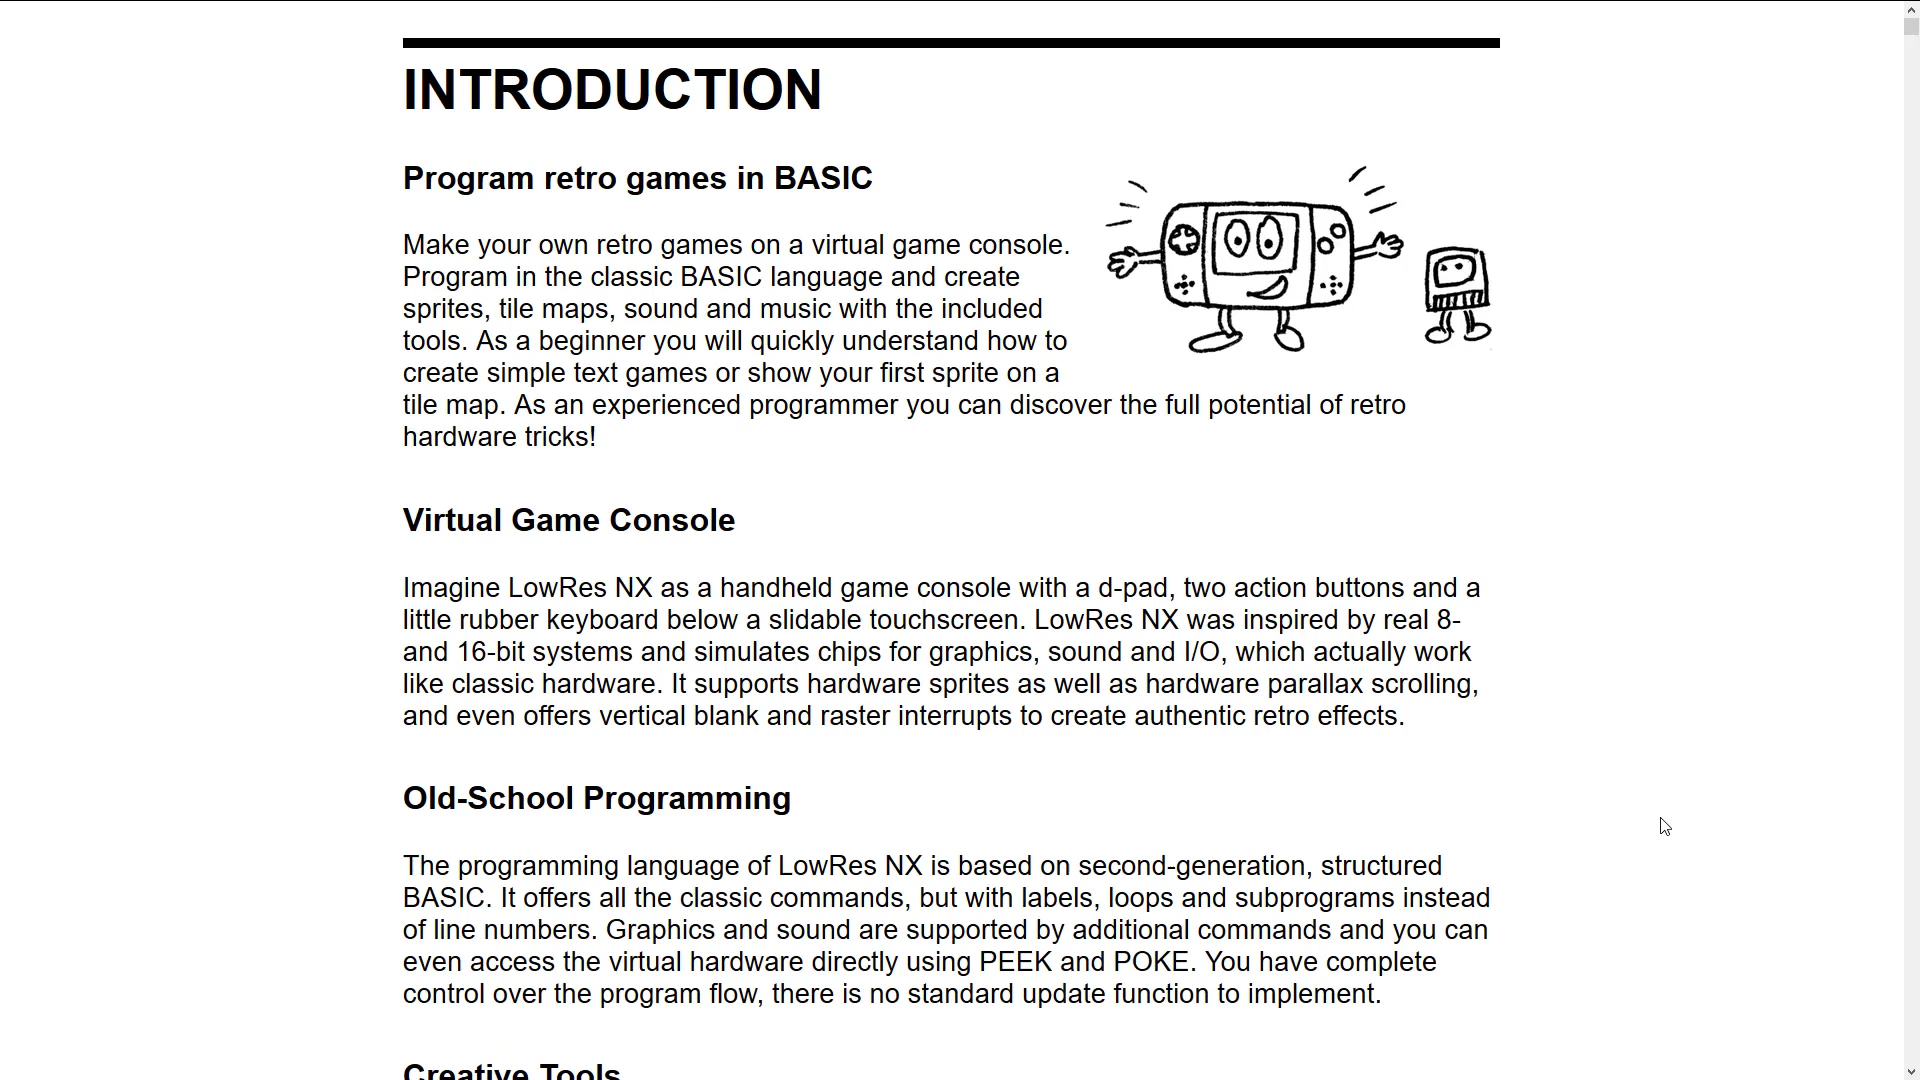 INTRODUCTION
Program retro games in BASIC
Make your own retro games on a virtual game console.
Program in the classic BASIC language and create
sprites, tile maps, sound and music with the included
tools. As a beginner you will quickly understand how to
create simple text games or show your first sprite on a
tile map. As an experienced programmer you can discover the full potential of retro
hardware tricks!
Virtual Game Console
Imagine LowRes NX as a handheld game console with a d-pad, two action buttons and a
little rubber keyboard below a slidable touchscreen. LowRes NX was inspired by real 8-
and 16-bit systems and simulates chips for graphics, sound and I/O, which actually work
like classic hardware. It supports hardware sprites as well as hardware parallax scrolling,
and even offers vertical blank and raster interrupts to create authentic retro effects.
Old-School Programming
The programming language of LowRes NX is based on second-generation, structured
BASIC. It offers all the classic commands, but with labels, loops and subprograms instead
of line numbers. Graphics and sound are supported by additional commands and you can
even access the virtual hardware directly using PEEK and POKE. You have complete
control over the program flow, there is no standard update function to implement.
Creative Tools